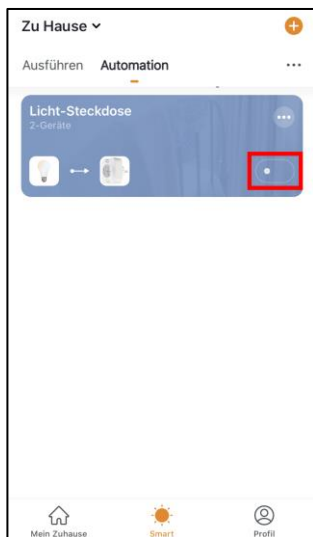 Zu Hause
Ausführen Automation
Licht-Steckdose
2-Geräte
Mein Zuhause Smart Profil